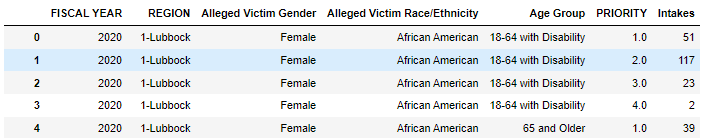 FISCAL YEAR REGION Alleged Victim Gender Alleged Victim Race/Ethnicity Age Group PRIORITY Intakes
0 2020 1-Lubbock Female African American 18-64 with Disability 1.0 51
1 2020 1-Lubbock Female African American 18-64 with Disability 2.0 117
2 2020 1-Lubbock Female African American 18-64 with Disability 3.0 23
3 2020 1-Lubbock Female African American 18-64 with Disability 4.0 2
4 2020 1-Lubbock Female African American 65 and Older 1.0 39